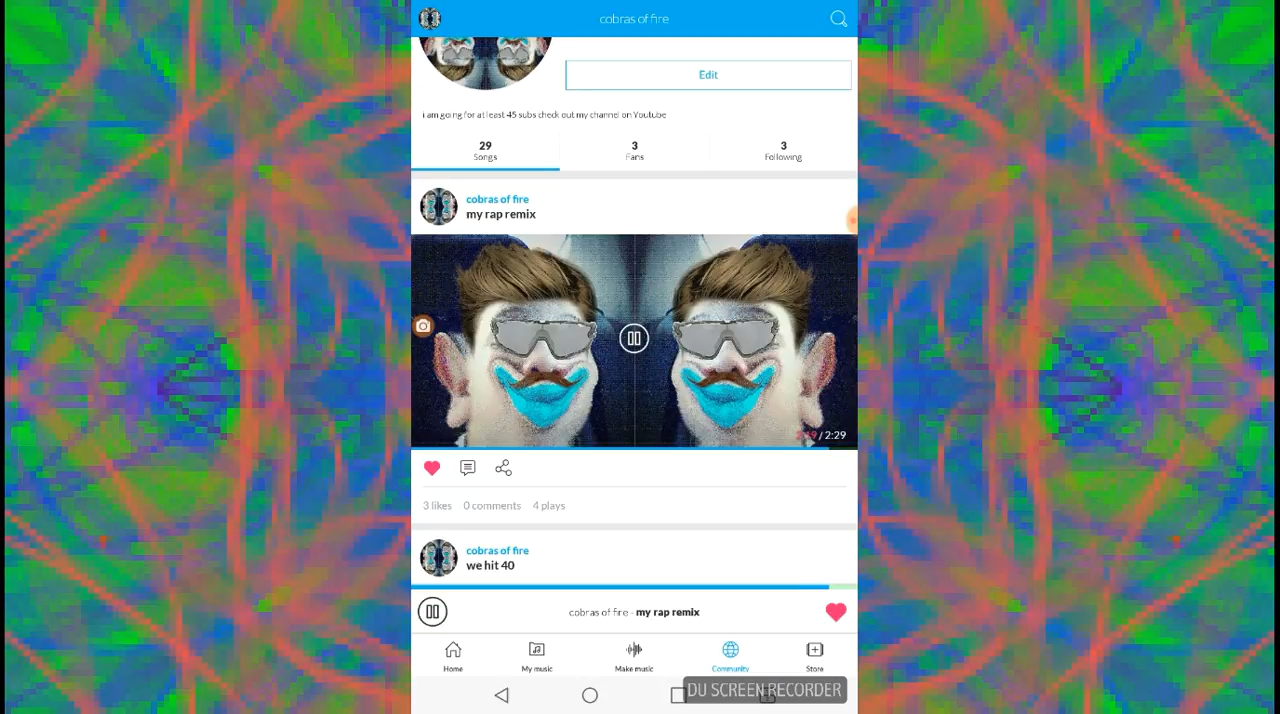 cobras of fire
Edit
i am going for at least 45 subs check out my channel on Youtube
29
Songs
3
Fans
3
Following
cobras of fire
my rap remix
/ 2:29
3 likes 0 comments 4 plays
cobras of fire
we hit 40
cobras of fire - my rap remix
Home
My music
Make music
Community
Store
DU SCREEN RECORDER